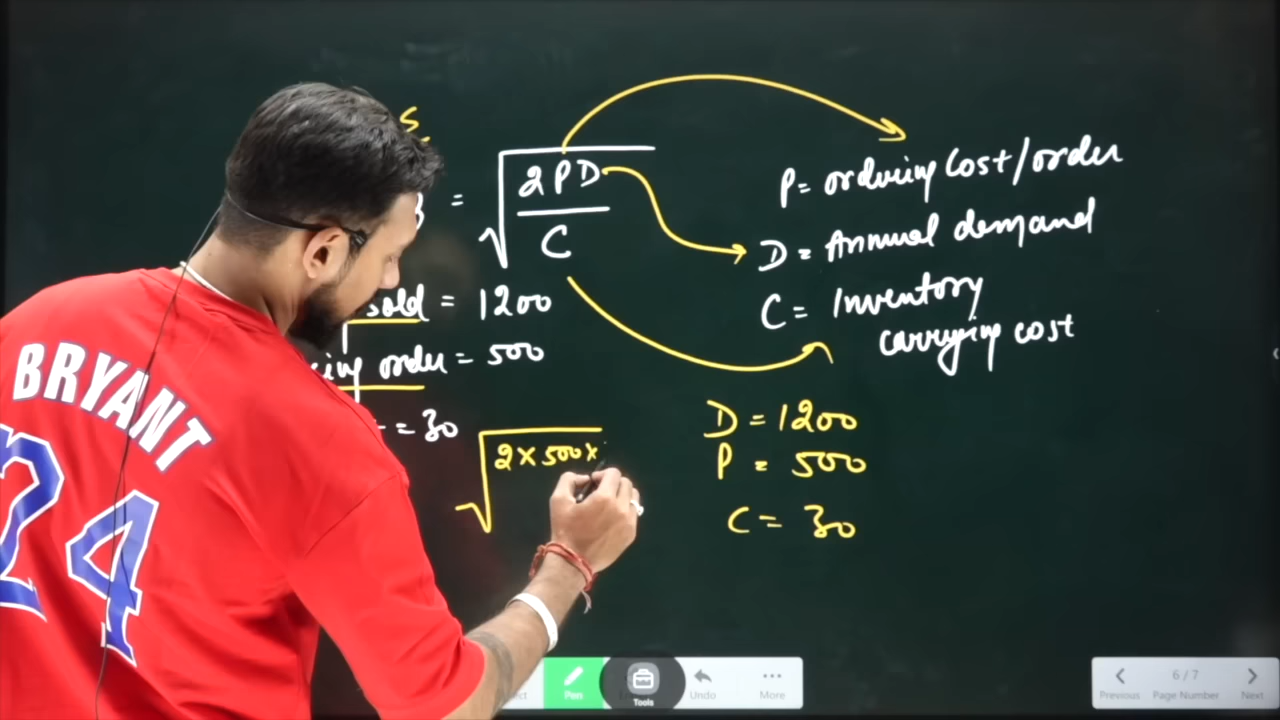 S
= √2PD
C
P = ordering cost/order
D = Annual demand
C = Inventory
carrying cost
sold = 1200
order = 500
= 30
√2 × 500 ×
D = 1200
P = 500
C = 30
BRYANT
24
Pen
Tools
Undo
More
Previous
6 / 7
Page Number
Next